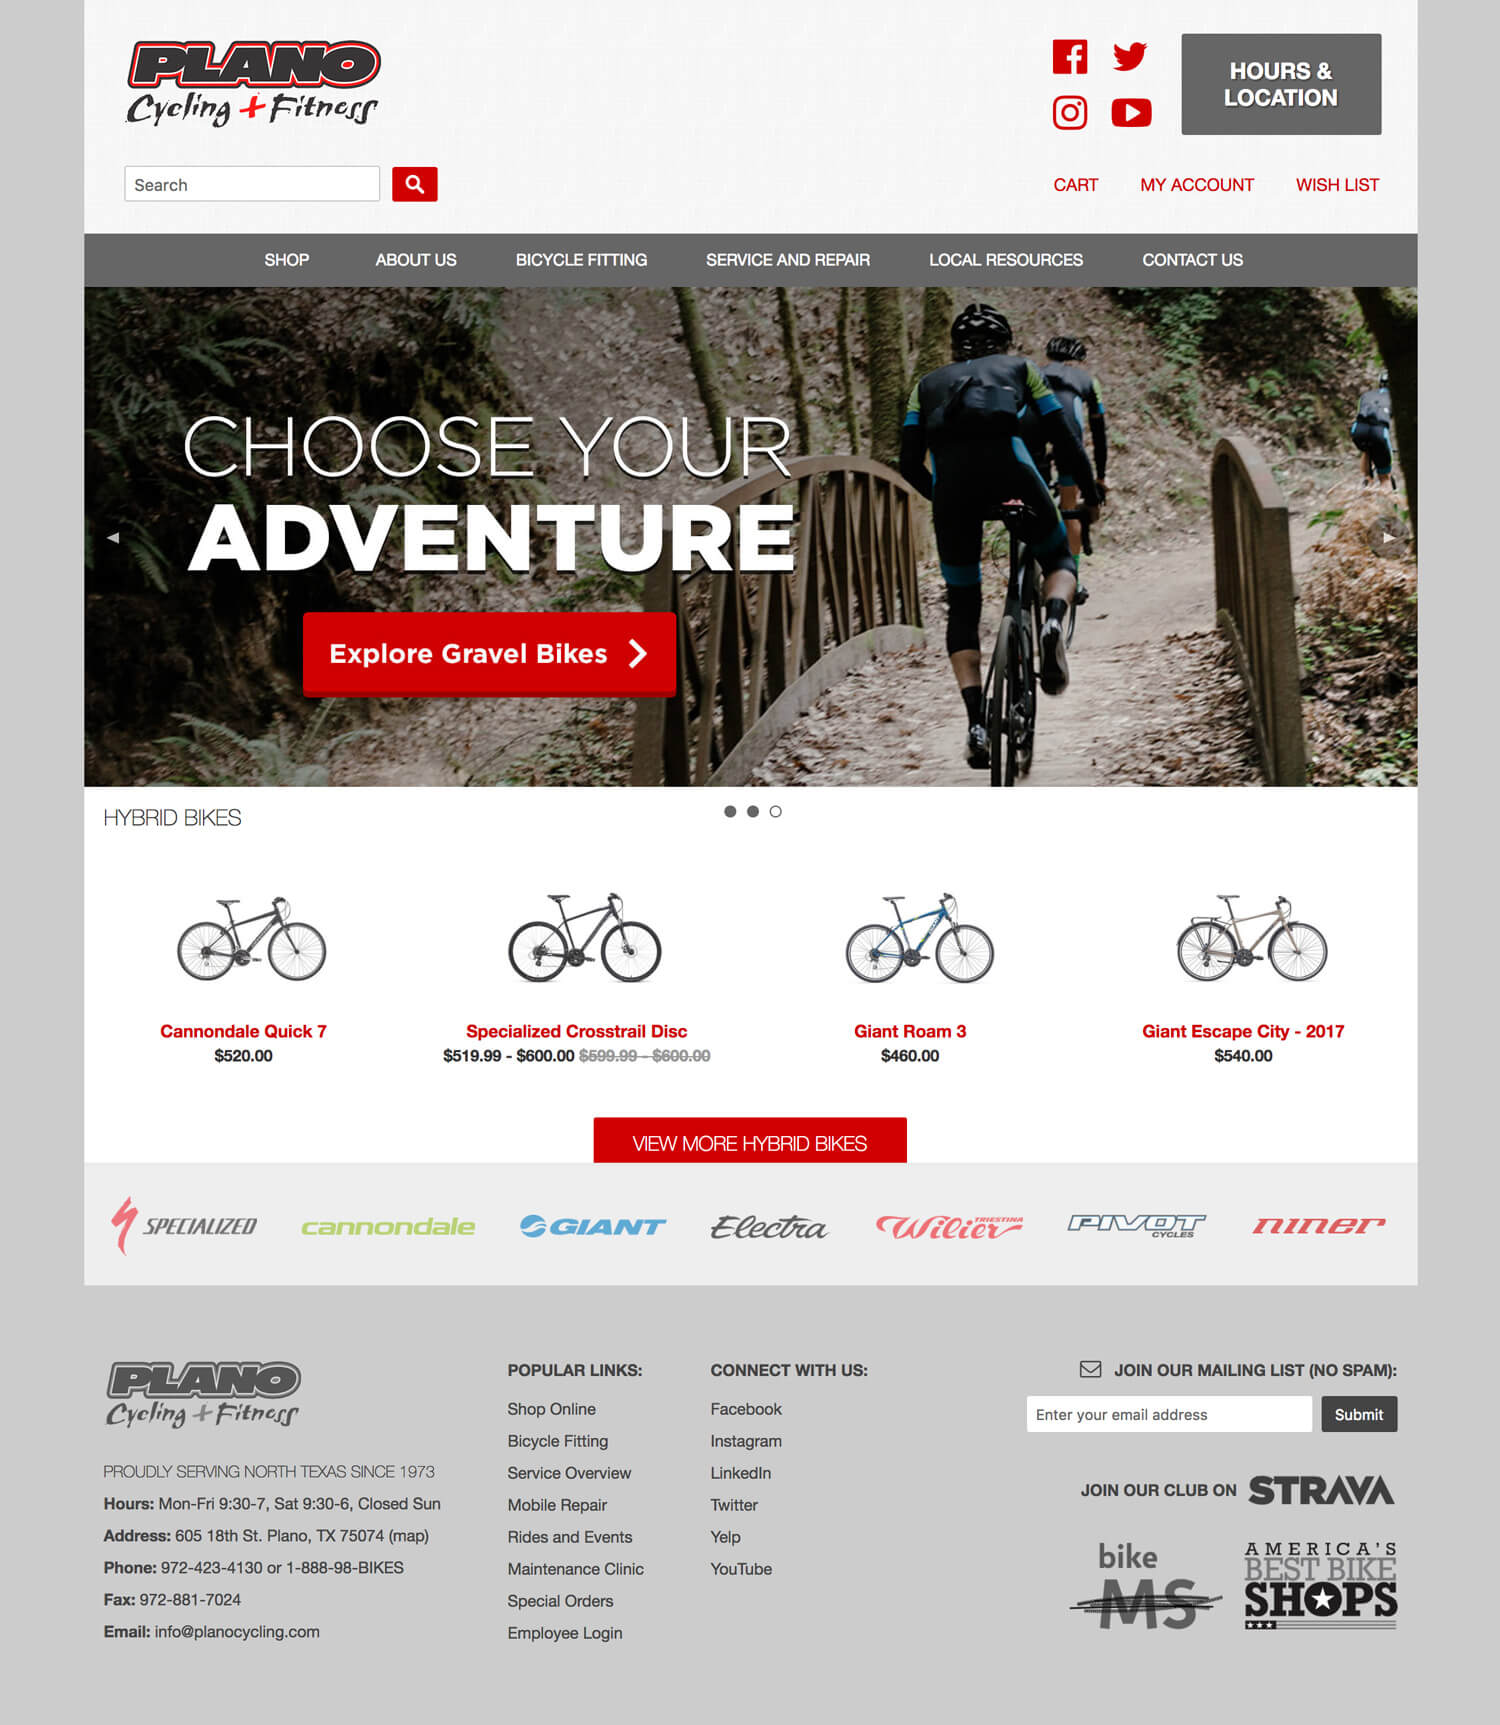 PLANO
Cycling + Fitness
HOURS &
LOCATION
Search
CART MY ACCOUNT WISH LIST
SHOP ABOUT US BICYCLE FITTING SERVICE AND REPAIR LOCAL RESOURCES CONTACT US
CHOOSE YOUR
ADVENTURE
Explore Gravel Bikes
HYBRID BIKES
Cannondale Quick 7
$520.00
Specialized Crosstrail Disc
$519.99 - $600.00 $599.99 - $600.00
Giant Roam 3
$460.00
Giant Escape City - 2017
$540.00
VIEW MORE HYBRID BIKES
SPECIALIZED cannondale GIANT Electra Wilier TRIESTINA PIVOT CYCLES niner
PLANO
Cycling + Fitness
PROUDLY SERVING NORTH TEXAS SINCE 1973
Hours: Mon-Fri 9:30-7, Sat 9:30-6, Closed Sun
Address: 605 18th St. Plano, TX 75074 (map)
Phone: 972-423-4130 or 1-888-98-BIKES
Fax: 972-881-7024
Email: info@planocycling.com
POPULAR LINKS:
Shop Online
Bicycle Fitting
Service Overview
Mobile Repair
Rides and Events
Maintenance Clinic
Special Orders
Employee Login
CONNECT WITH US:
Facebook
Instagram
LinkedIn
Twitter
Yelp
YouTube
JOIN OUR MAILING LIST (NO SPAM):
Enter your email address Submit
JOIN OUR CLUB ON STRAVA
bike
MS
AMERICA'S
BEST BIKE
SHOPS